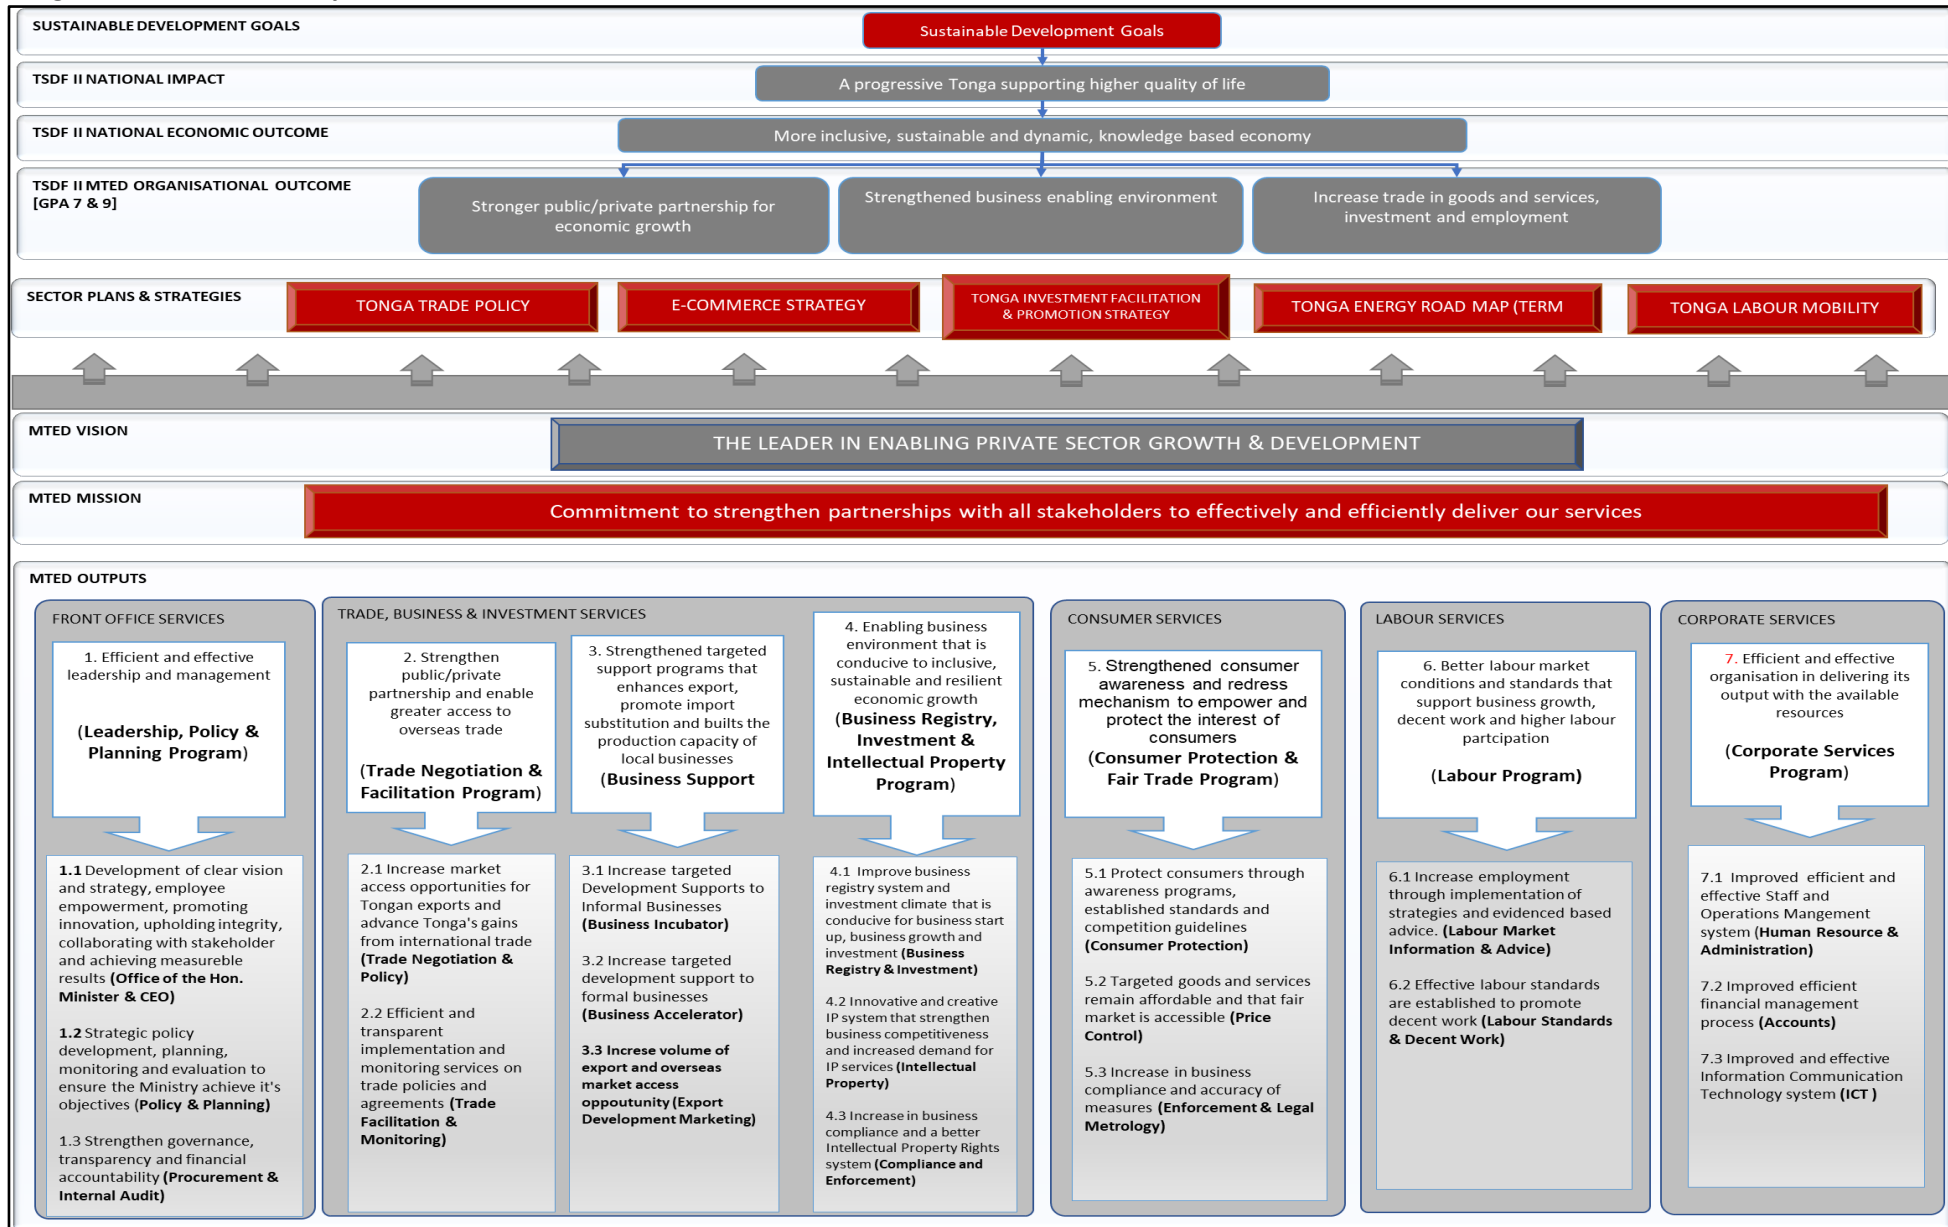 SUSTAINABLE DEVELOPMENT GOALS
Sustainable Development Goals
TSDF II NATIONAL IMPACT
A progressive Tonga supporting higher quality of life
TSDF II NATIONAL ECONOMIC OUTCOME
More inclusive, sustainable and dynamic, knowledge based economy
TSDF II MTED ORGANISATIONAL OUTCOME
[GPA 7 & 9]
Stronger public/private partnership for
economic growth
Strengthened business enabling environment
Increase trade in goods and services,
investment and employment
SECTOR PLANS & STRATEGIES
TONGA TRADE POLICY
E-COMMERCE STRATEGY
TONGA INVESTMENT FACILITATION
& PROMOTION STRATEGY
TONGA ENERGY ROAD MAP (TERM
TONGA LABOUR MOBILITY
MTED VISION
THE LEADER IN ENABLING PRIVATE SECTOR GROWTH & DEVELOPMENT
MTED MISSION
Commitment to strengthen partnerships with all stakeholders to effectively and efficiently deliver our services
MTED OUTPUTS
FRONT OFFICE SERVICES
1. Efficient and effective
leadership and management
(Leadership, Policy &
Planning Program)
1.1 Development of clear vision
and strategy, employee
empowerment, promoting
innovation, upholding integrity,
collaborating with stakeholder
and achieving measureble
results (Office of the Hon.
Minister & CEO)
1.2 Strategic policy
development, planning,
monitoring and evaluation to
ensure the Ministry achieve it's
objectives (Policy & Planning)
1.3 Strengthen governance,
transparency and financial
accountability (Procurement &
Internal Audit)
TRADE, BUSINESS & INVESTMENT SERVICES
2. Strengthen
public/private
partnership and enable
greater access to
overseas trade
(Trade Negotiation &
Facilitation Program)
2.1 Increase market
access opportunities for
Tongan exports and
advance Tonga's gains
from international trade
(Trade Negotiation &
Policy)
2.2 Efficient and
transparent
implementation and
monitoring services on
trade policies and
agreements (Trade
Facilitation &
Monitoring)
3. Strengthened targeted
support programs that
enhances export,
promote import
substitution and builts the
production capacity of
local businesses
(Business Support
3.1 Increase targeted
Development Supports to
Informal Businesses
(Business Incubator)
3.2 Increase targeted
development support to
formal businesses
(Business Accelerator)
3.3 Increse volume of
export and overseas
market access
oppoutunity (Export
Development Marketing)
4. Enabling business
environment that is
conducive to inclusive,
sustainable and resilient
economic growth
(Business Registry,
Investment &
Intellectual Property
Program)
4.1 Improve business
registry system and
investment climate that is
conducive for business start
up, business growth and
investment (Business
Registry & Investment)
4.2 Innovative and creative
IP system that strengthen
business competitiveness
and increased demand for
IP services (Intellectual
Property)
4.3 Increase in business
compliance and a better
Intellectual Property Rights
system (Compliance and
Enforcement)
CONSUMER SERVICES
5. Strengthened consumer
awareness and redress
mechanism to empower and
protect the interest of
consumers
(Consumer Protection &
Fair Trade Program)
5.1 Protect consumers through
awareness programs,
established standards and
competition guidelines
(Consumer Protection)
5.2 Targeted goods and services
remain affordable and that fair
market is accessible (Price
Control)
5.3 Increase in business
compliance and accuracy of
measures (Enforcement & Legal
Metrology)
LABOUR SERVICES
6. Better labour market
conditions and standards that
support business growth,
decent work and higher labour
partcipation
(Labour Program)
6.1 Increase employment
through implementation of
strategies and evidenced based
advice. (Labour Market
Information & Advice)
6.2 Effective labour standards
are established to promote
decent work (Labour Standards
& Decent Work)
CORPORATE SERVICES
7. Efficient and effective
organisation in delivering its
output with the available
resources
(Corporate Services
Program)
7.1 Improved efficient and
effective Staff and
Operations Mangement
system (Human Resource &
Administration)
7.2 Improved efficient
financial management
process (Accounts)
7.3 Improved and effective
Information Communication
Technology system (ICT )